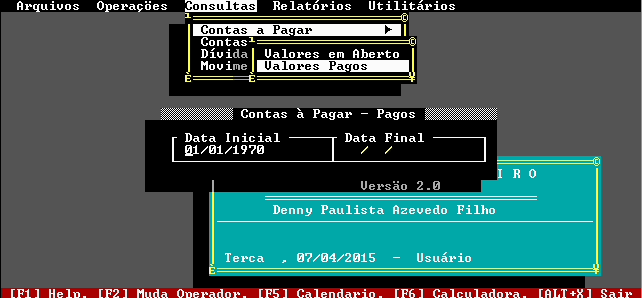 Arquivos Operações Consultas Relatórios Utilitários
Contas a Pagar
Contas
Dívida Valores em Aberto
Movime Valores Pagos
Contas à Pagar - Pagos
Data Inicial Data Final
01/01/1970 / /
I R O
Versão 2.0
Denny Paulista Azevedo Filho
Terca , 07/04/2015 - Usuário
[F1] Help. [F2] Muda Operador. [F5] Calendario. [F6] Calculadora. [ALT+X] Sair